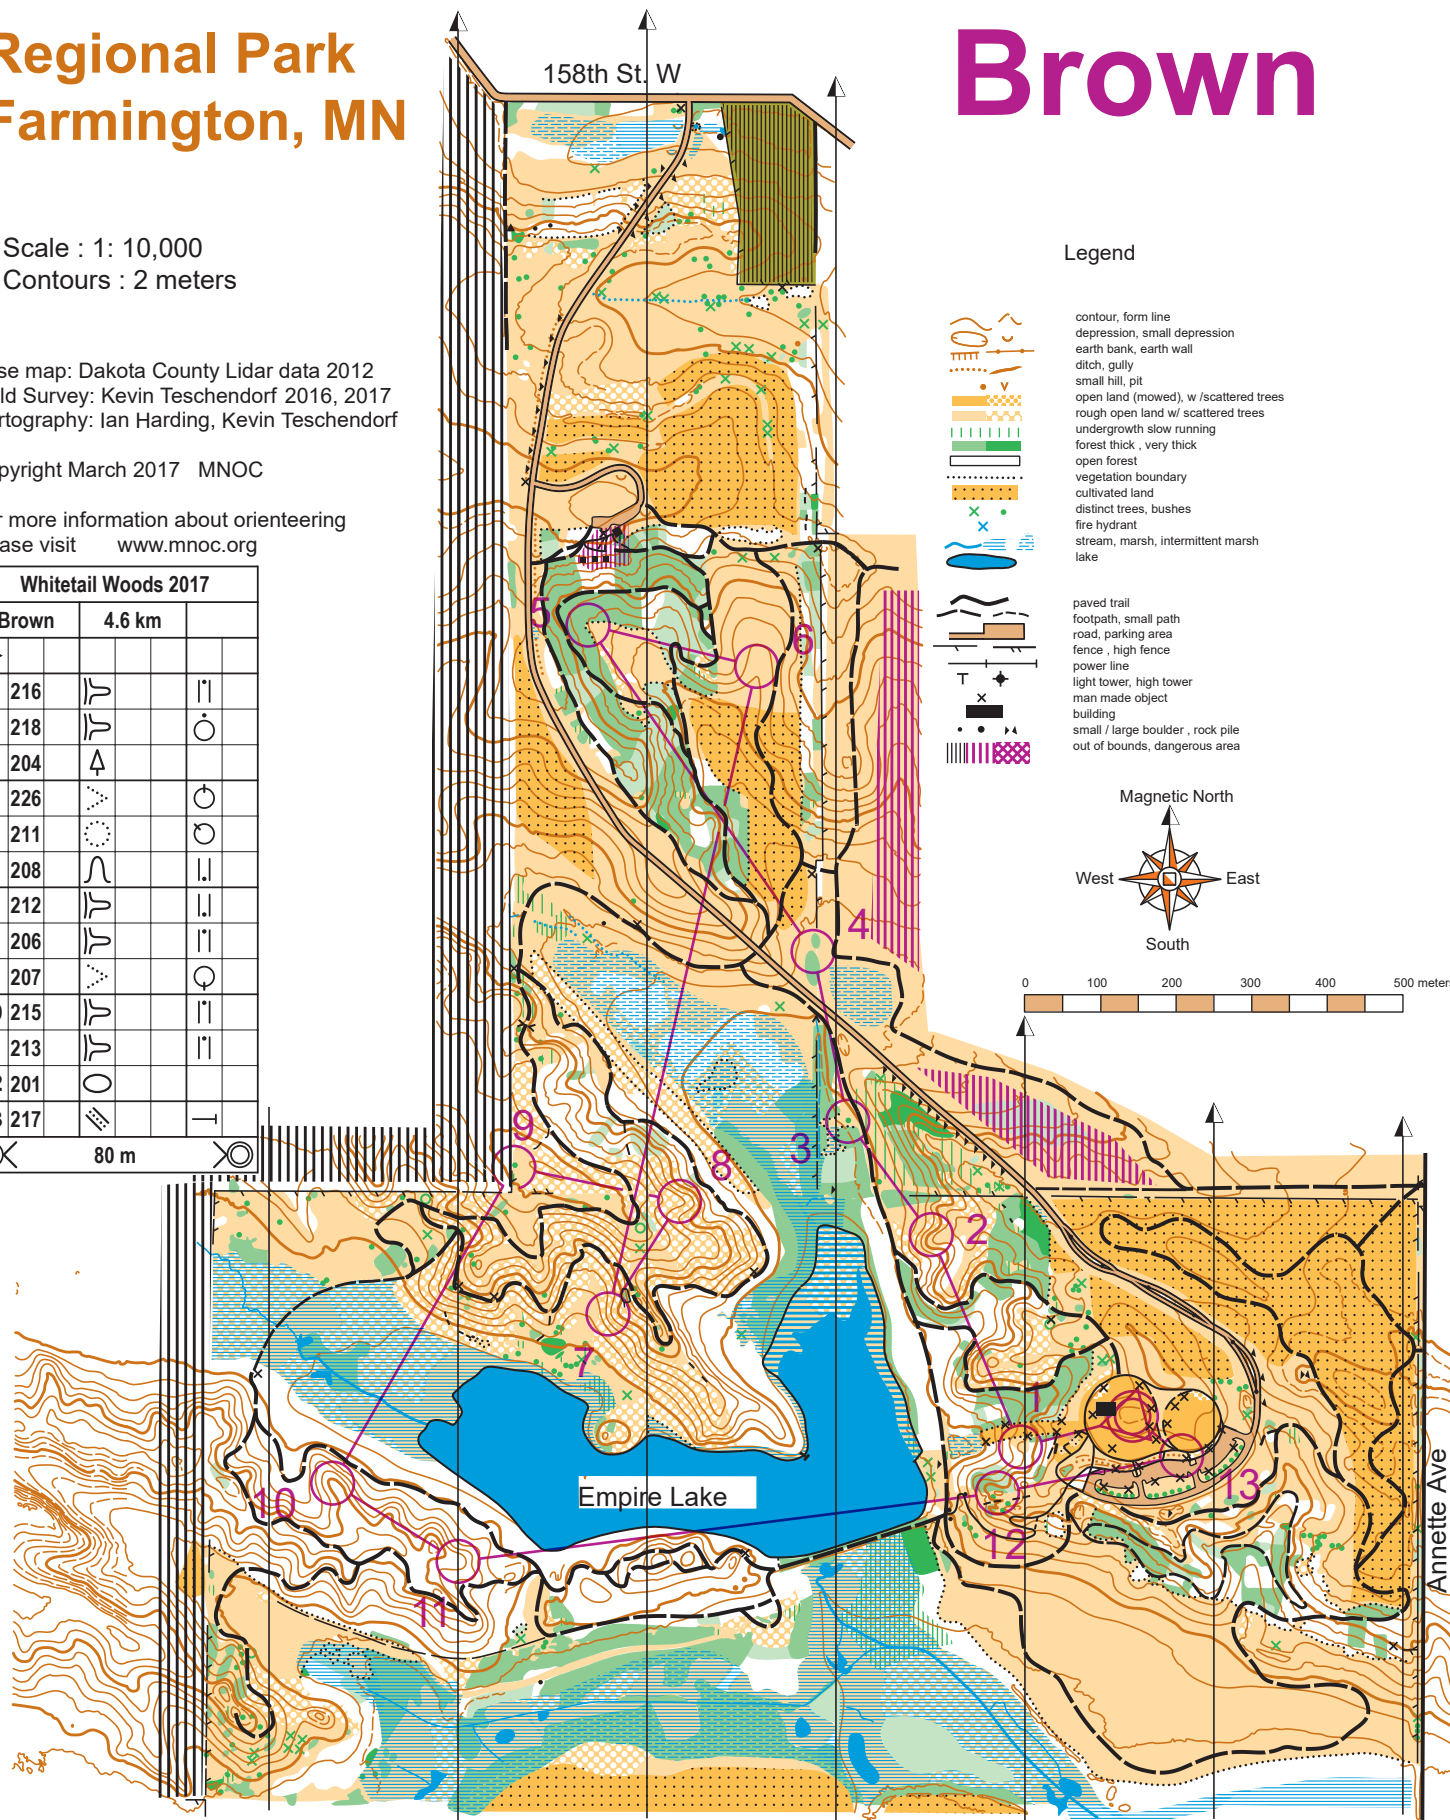 Regional Park
Farmington, MN
Brown
158th St. W
Scale : 1: 10,000
Contours : 2 meters
se map: Dakota County Lidar data 2012
ld Survey: Kevin Teschendorf 2016, 2017
rtography: Ian Harding, Kevin Teschendorf
pyright March 2017 MNOC
r more information about orienteering
ase visit www.mnoc.org
Whitetail Woods 2017
Brown 4.6 km
216
218
204
226
211
208
212
206
207
215
213
201
217
80 m
Legend
contour, form line
depression, small depression
earth bank, earth wall
ditch, gully
small hill, pit
open land (mowed), w /scattered trees
rough open land w/ scattered trees
undergrowth slow running
forest thick , very thick
open forest
vegetation boundary
cultivated land
distinct trees, bushes
fire hydrant
stream, marsh, intermittent marsh
lake
paved trail
footpath, small path
road, parking area
fence , high fence
power line
light tower, high tower
man made object
building
small / large boulder , rock pile
out of bounds, dangerous area
Magnetic North
West East
South
0 100 200 300 400 500 meters
5
6
4
3
9
8
2
7
1
10
13
12
11
Empire Lake
Annette Ave